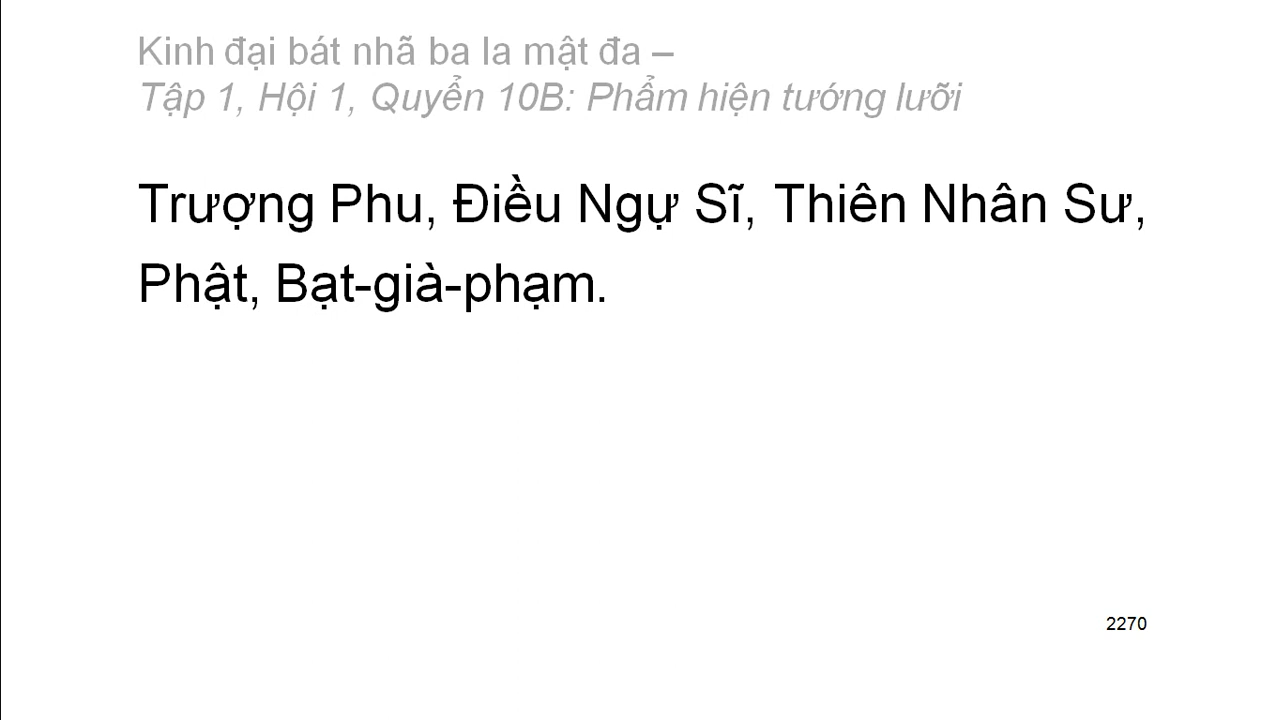 Kinh đại bát nhã ba la mật đa –
Tập 1, Hội 1, Quyển 10B: Phẩm hiện tướng lưỡi
Trượng Phu, Điều Ngự Sĩ, Thiên Nhân Sư,
Phật, Bạt-già-phạm.
2270